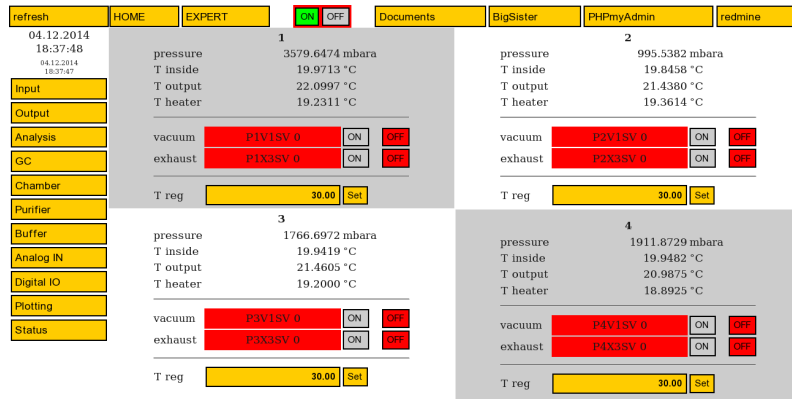 refresh HOME EXPERT ON OFF Documents BigSister PHPmyAdmin redmine
04.12.2014
18:37:48
04.12.2014
18:37:47
Input
Output
Analysis
GC
Chamber
Purifier
Buffer
Analog IN
Digital IO
Plotting
Status
1
pressure 3579.6474 mbara
T inside 19.9713 °C
T output 22.0997 °C
T heater 19.2311 °C
vacuum P1V1SV 0 ON OFF
exhaust P1X3SV 0 ON OFF
T reg 30.00 Set
2
pressure 995.5382 mbara
T inside 19.8458 °C
T output 21.4380 °C
T heater 19.3614 °C
vacuum P2V1SV 0 ON OFF
exhaust P2X3SV 0 ON OFF
T reg 30.00 Set
3
pressure 1766.6972 mbara
T inside 19.9419 °C
T output 21.4605 °C
T heater 19.2000 °C
vacuum P3V1SV 0 ON OFF
exhaust P3X3SV 0 ON OFF
T reg 30.00 Set
4
pressure 1911.8729 mbara
T inside 19.9482 °C
T output 20.9875 °C
T heater 18.8925 °C
vacuum P4V1SV 0 ON OFF
exhaust P4X3SV 0 ON OFF
T reg 30.00 Set